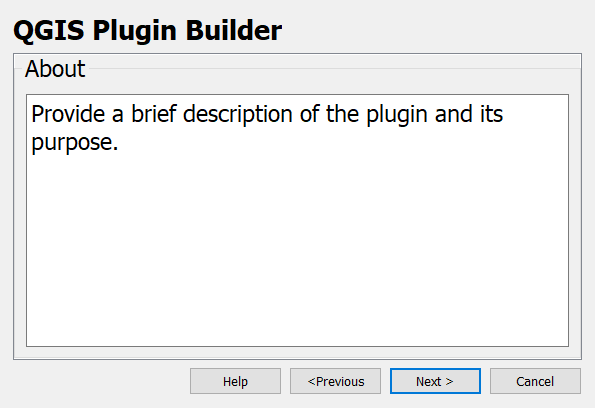 QGIS Plugin Builder
About
Provide a brief description of the plugin and its
purpose.
Help
<Previous
Next >
Cancel